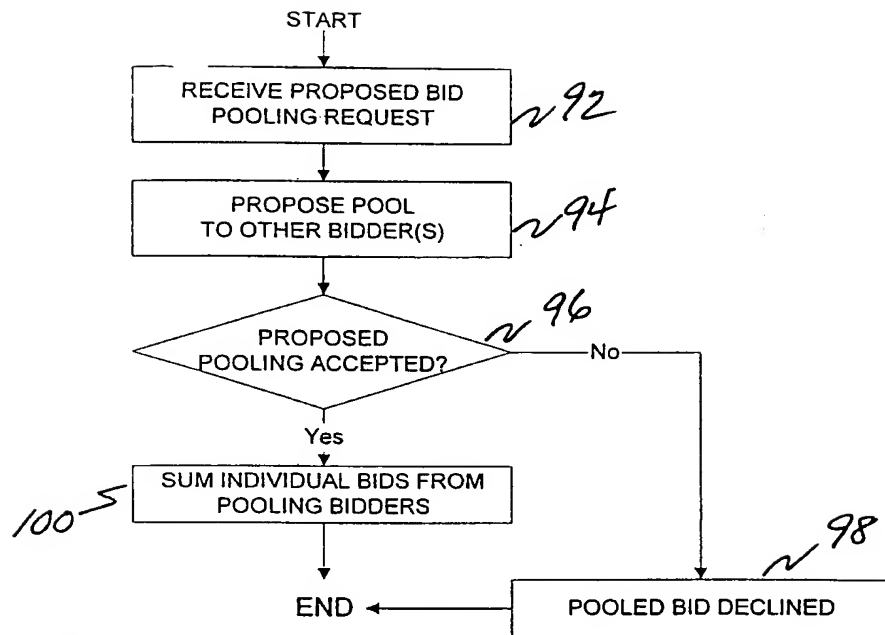 START
RECEIVE PROPOSED BID
POOLING REQUEST
92
PROPOSE POOL
TO OTHER BIDDER(S)
94
PROPOSED
POOLING ACCEPTED?
96
No
Yes
SUM INDIVIDUAL BIDS FROM
POOLING BIDDERS
100
98
END
POOLED BID DECLINED